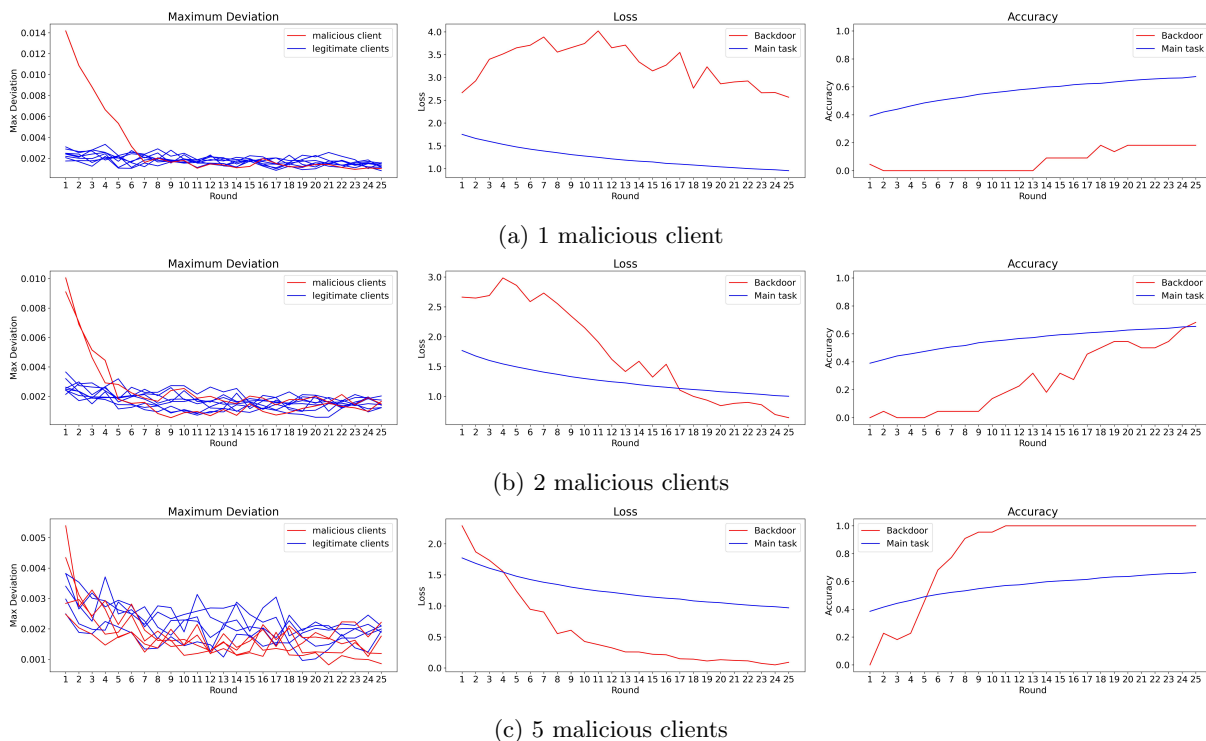 Maximum Deviation
Loss
Accuracy
Max Deviation
0.014
0.012
0.010
0.008
0.006
0.004
0.002
malicious client
legitimate clients
1 2 3 4 5 6 7 8 9 10 11 12 13 14 15 16 17 18 19 20 21 22 23 24 25
Round
Loss
4.0
3.5
3.0
2.5
2.0
1.5
1.0
Backdoor
Main task
1 2 3 4 5 6 7 8 9 10 11 12 13 14 15 16 17 18 19 20 21 22 23 24 25
Round
Accuracy
1.0
0.8
0.6
0.4
0.2
0.0
Backdoor
Main task
1 2 3 4 5 6 7 8 9 10 11 12 13 14 15 16 17 18 19 20 21 22 23 24 25
Round
(a) 1 malicious client
Maximum Deviation
Loss
Accuracy
Max Deviation
0.010
0.008
0.006
0.004
0.002
malicious clients
legitimate clients
1 2 3 4 5 6 7 8 9 10 11 12 13 14 15 16 17 18 19 20 21 22 23 24 25
Round
Loss
3.0
2.5
2.0
1.5
1.0
Backdoor
Main task
1 2 3 4 5 6 7 8 9 10 11 12 13 14 15 16 17 18 19 20 21 22 23 24 25
Round
Accuracy
1.0
0.8
0.6
0.4
0.2
0.0
Backdoor
Main task
1 2 3 4 5 6 7 8 9 10 11 12 13 14 15 16 17 18 19 20 21 22 23 24 25
Round
(b) 2 malicious clients
Maximum Deviation
Loss
Accuracy
Max Deviation
0.005
0.004
0.003
0.002
0.001
malicious clients
legitimate clients
1 2 3 4 5 6 7 8 9 10 11 12 13 14 15 16 17 18 19 20 21 22 23 24 25
Round
Loss
2.0
1.5
1.0
0.5
0.0
Backdoor
Main task
1 2 3 4 5 6 7 8 9 10 11 12 13 14 15 16 17 18 19 20 21 22 23 24 25
Round
Accuracy
1.0
0.8
0.6
0.4
0.2
0.0
Backdoor
Main task
1 2 3 4 5 6 7 8 9 10 11 12 13 14 15 16 17 18 19 20 21 22 23 24 25
Round
(c) 5 malicious clients